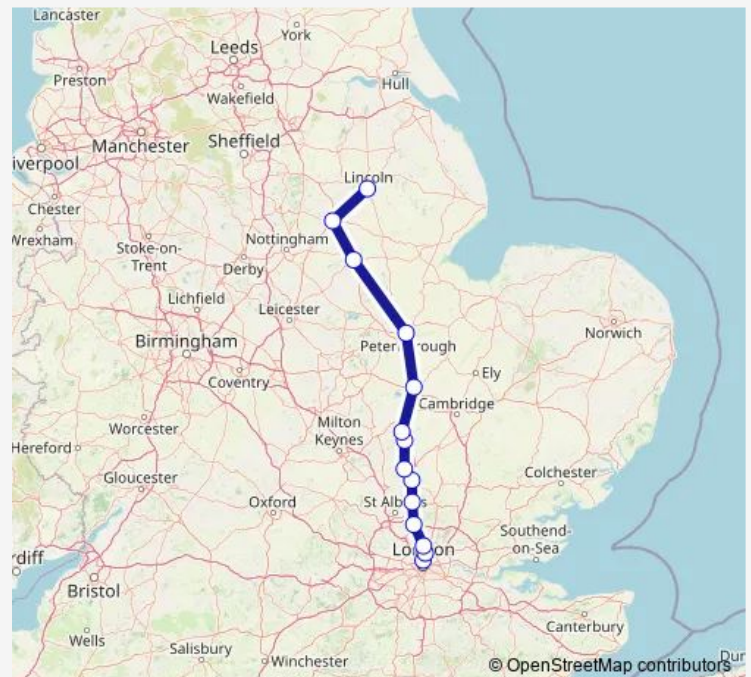 Lancaster
York
Leeds
Preston
Hull
Wakefield
Manchester
Sheffield
iverpool
Lincoln
Chester
Wrexham
Stoke-on-
Trent
Nottingham
Derby
Lichfield
Leicester
Norwich
Birmingham
Peterborough
Ely
Coventry
Cambridge
Worcester
Milton
Keynes
Hereford
Gloucester
Colchester
Oxford
St Albans
Southend-
on-Sea
London
rdiff
Bristol
Canterbury
Wells
Salisbury
Winchester
Dur
© OpenStreetMap contributors